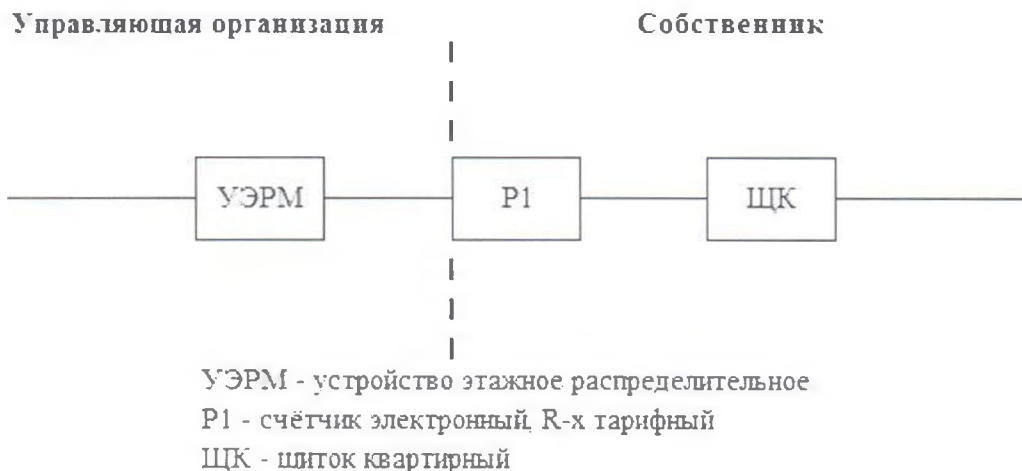 Управляющая организация
Собственник
УЭРМ
Р1
ЩК
УЭРМ - устройство этажное распределительное
Р1 - счётчик электронный, R-х тарифный
ЩК - щиток квартирный